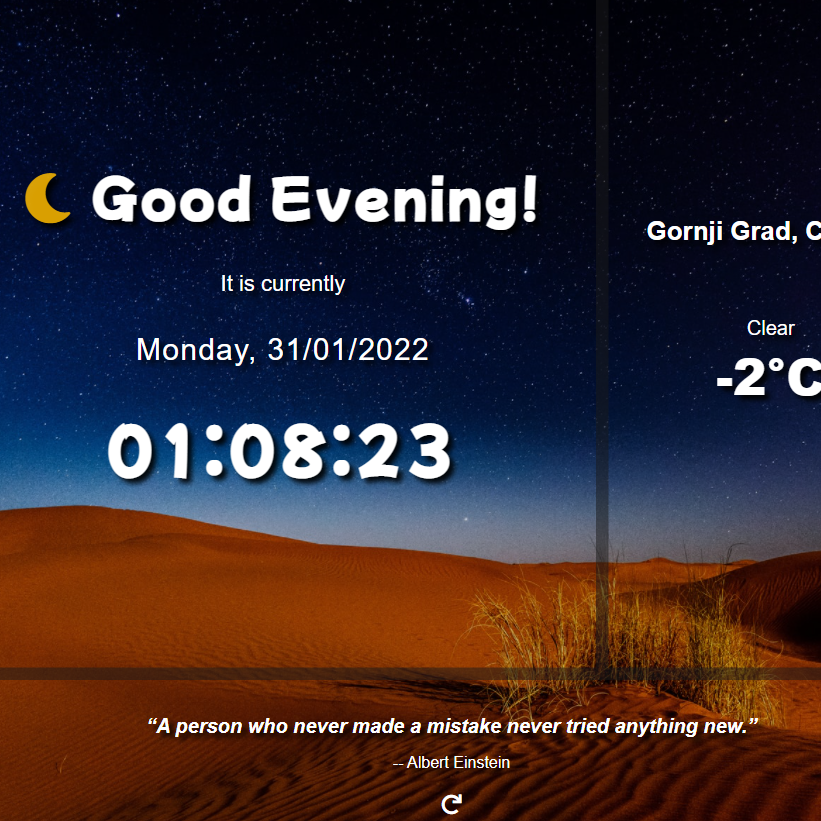 Good Evening!
It is currently
Monday, 31/01/2022
01:08:23
Gornji Grad, C
Clear
-2°C
“A person who never made a mistake never tried anything new.”
-- Albert Einstein